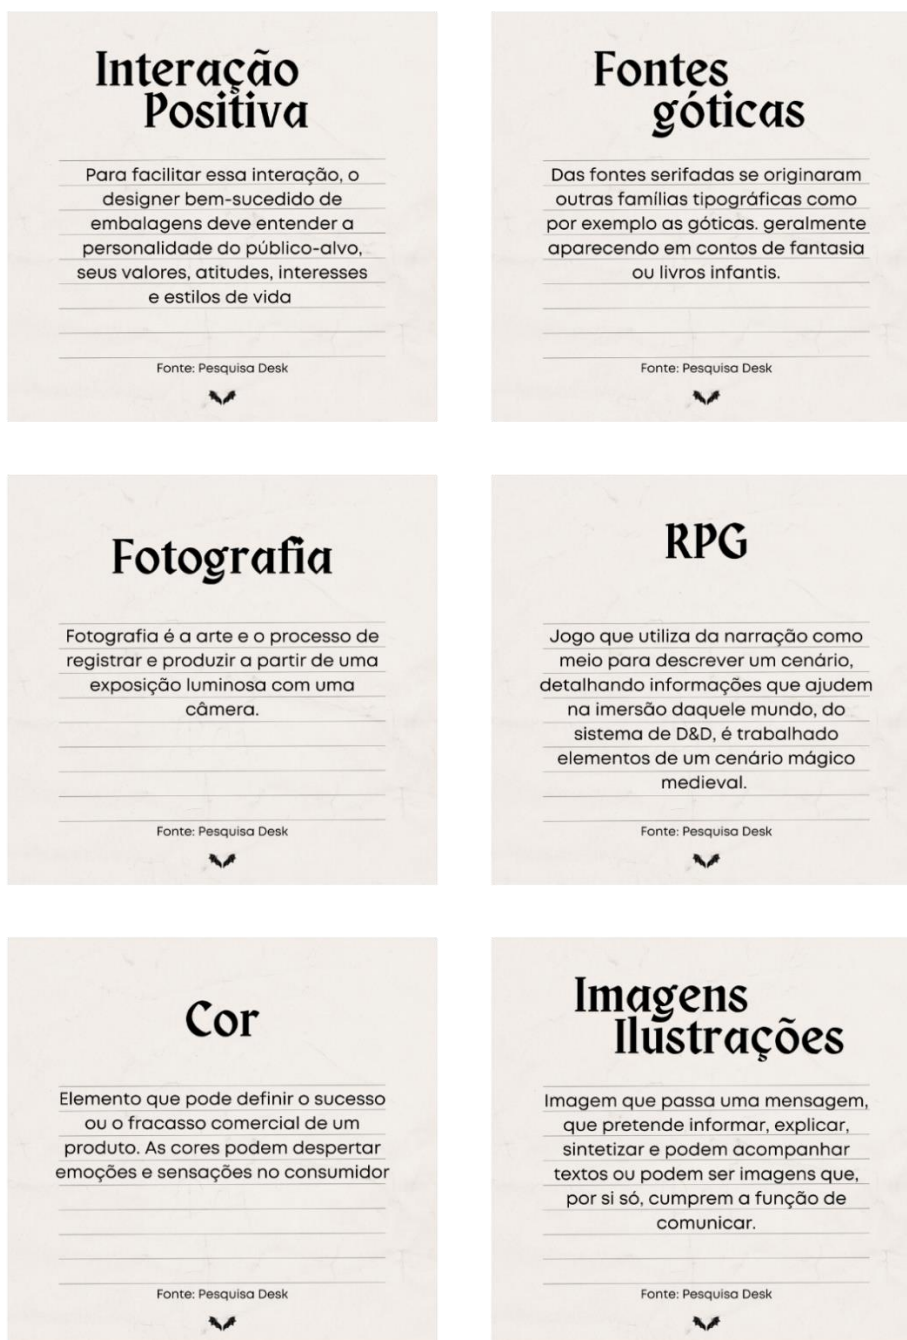 Interação
Positiva
Para facilitar essa interação, o
designer bem-sucedido de
embalagens deve entender a
personalidade do público-alvo,
seus valores, atitudes, interesses
e estilos de vida
Fonte: Pesquisa Desk
Fontes
góticas
Das fontes serifadas se originaram
outras famílias tipográficas como
por exemplo as góticas. geralmente
aparecendo em contos de fantasia
ou livros infantis.
Fonte: Pesquisa Desk
Fotografia
Fotografia é a arte e o processo de
registrar e produzir a partir de uma
exposição luminosa com uma
câmera.
Fonte: Pesquisa Desk
RPG
Jogo que utiliza da narração como
meio para descrever um cenário,
detalhando informações que ajudem
na imersão daquele mundo, do
sistema de D&D, é trabalhado
elementos de um cenário mágico
medieval.
Fonte: Pesquisa Desk
Cor
Elemento que pode definir o sucesso
ou o fracasso comercial de um
produto. As cores podem despertar
emoções e sensações no consumidor
Fonte: Pesquisa Desk
Imagens
Ilustrações
Imagem que passa uma mensagem,
que pretende informar, explicar,
sintetizar e podem acompanhar
textos ou podem ser imagens que,
por si só, cumprem a função de
comunicar.
Fonte: Pesquisa Desk